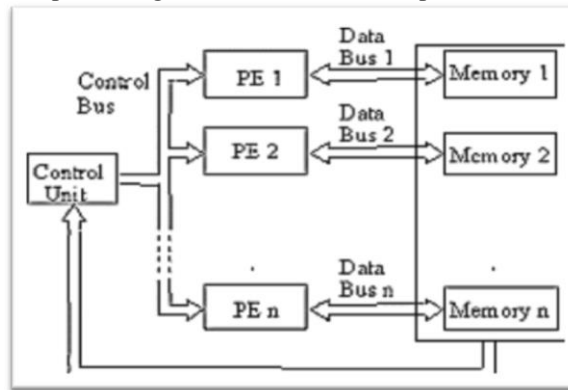 Data
Bus 1
PE 1
Memory 1
Control
Bus
Data
Bus 2
PE 2
Memory 2
Control
Unit
Data
Bus n
PE n
Memory n